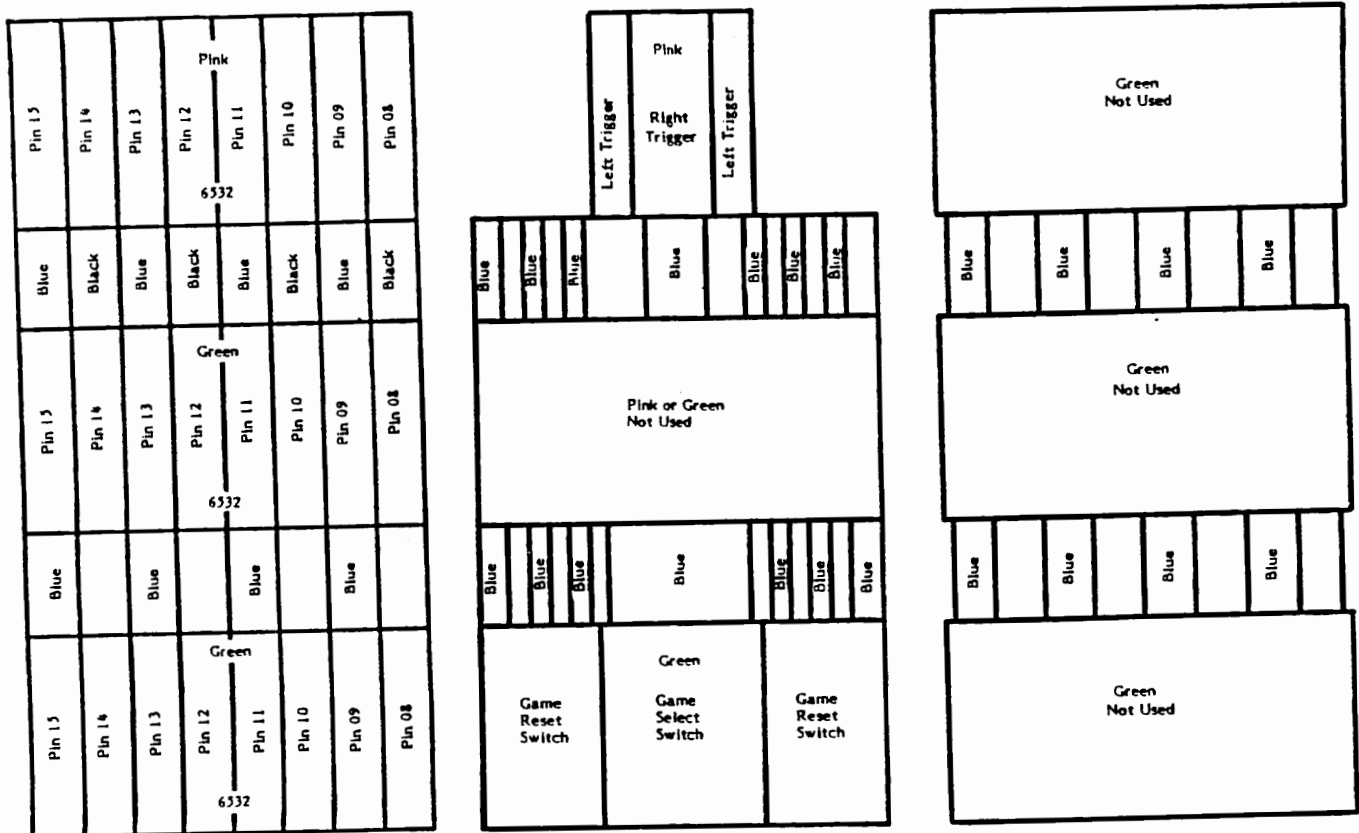 Pink
Pin 15
Pin 14
Pin 13
Pin 12
Pin 11
Pin 10
Pin 09
Pin 08
6532
Blue
Black
Blue
Black
Blue
Black
Blue
Black
Green
Pin 15
Pin 14
Pin 13
Pin 12
Pin 11
Pin 10
Pin 09
Pin 08
6532
Blue
Blue
Blue
Blue
Green
Pin 15
Pin 14
Pin 13
Pin 12
Pin 11
Pin 10
Pin 09
Pin 08
6532
Left Trigger
Pink
Right
Trigger
Left Trigger
Blue
Blue
Blue
Blue
Blue
Blue
Blue
Pink or Green
Not Used
Blue
Blue
Blue
Blue
Blue
Blue
Blue
Game
Reset
Switch
Green
Game
Select
Switch
Game
Reset
Switch
Green
Not Used
Blue
Blue
Blue
Blue
Green
Not Used
Blue
Blue
Blue
Blue
Green
Not Used